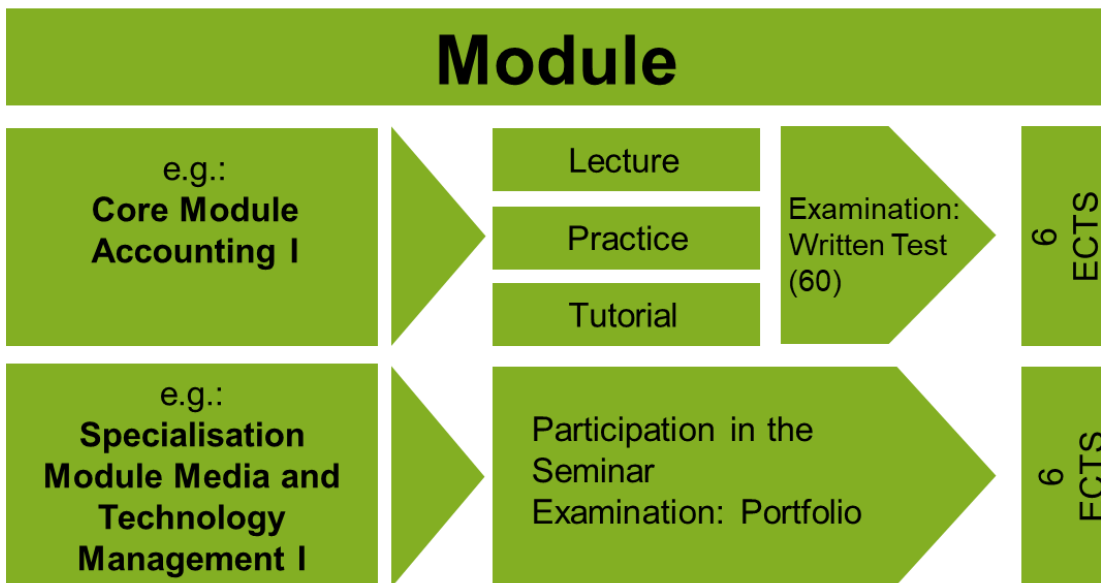 Module
e.g.:
Core Module
Accounting I
Lecture
Practice
Tutorial
Examination:
Written Test
(60)
6
ECTS
e.g.:
Specialisation
Module Media and
Technology
Management I
Participation in the
Seminar
Examination: Portfolio
6
ECTS